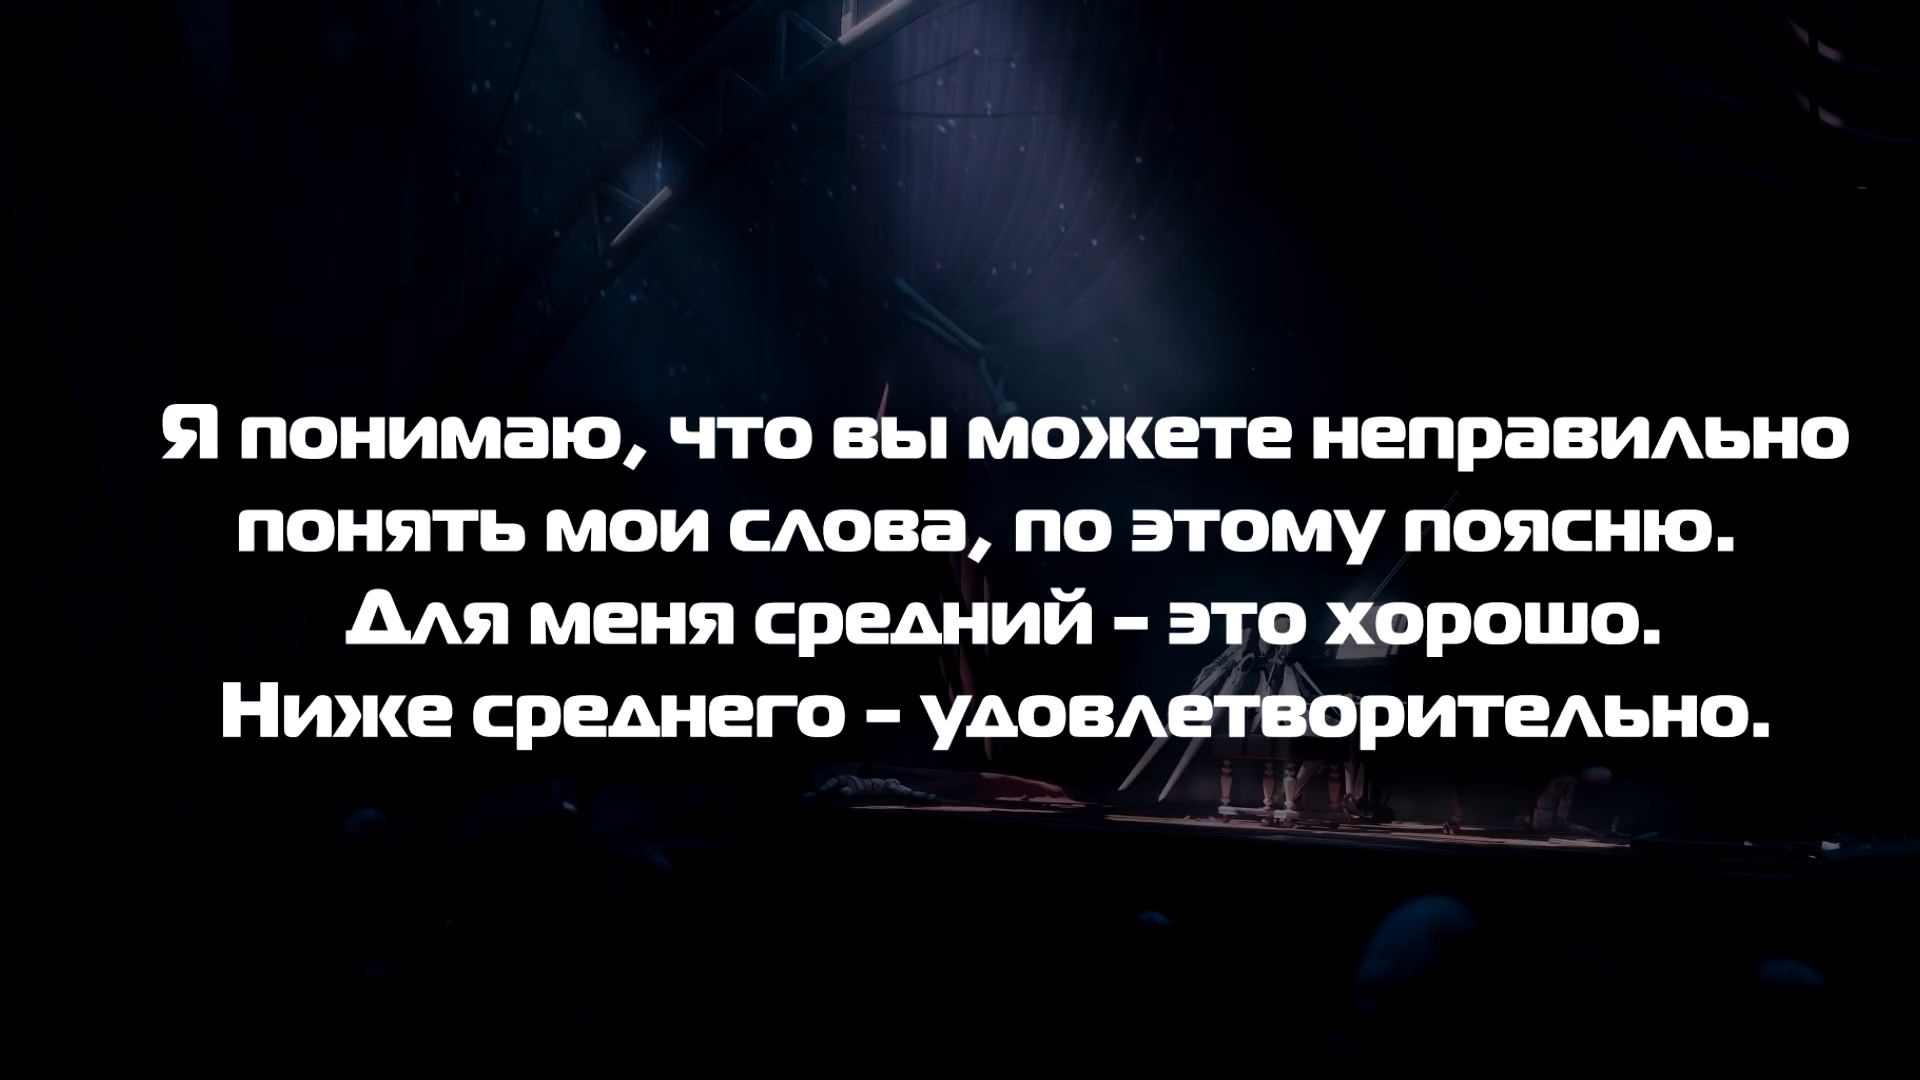 Я понимаю, что вы можете неправильно
понять мои слова, по этому поясню.
Для меня средний - это хорошо.
Ниже среднего - удовлетворительно.